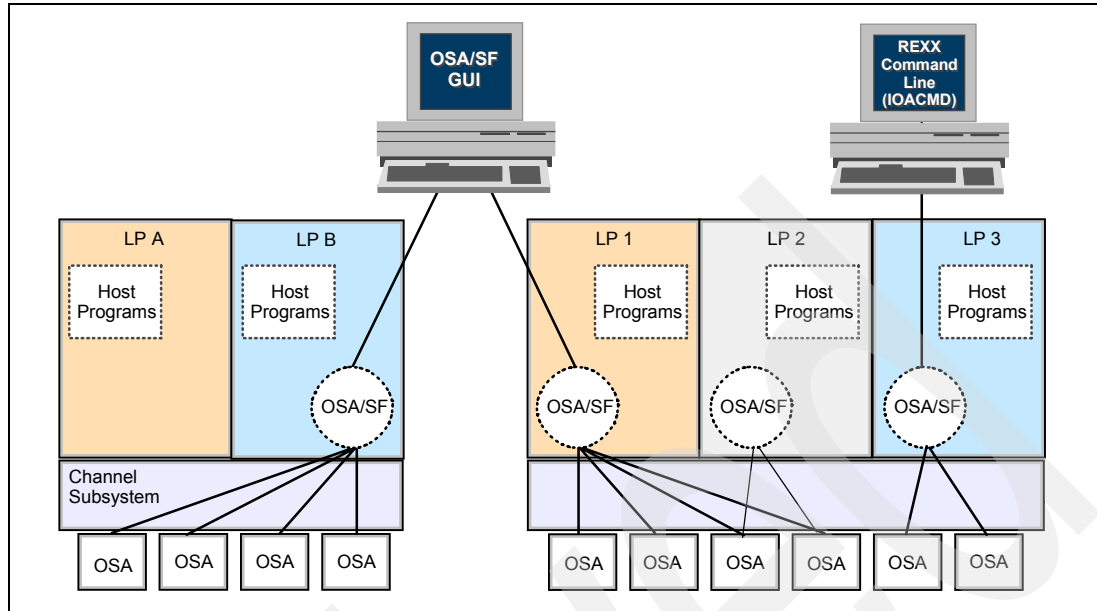 OSA/SF
GUI
REXX
Command
Line
(IOACMD)
LP A
LP B
LP 1
LP 2
LP 3
Host
Programs
Host
Programs
Host
Programs
Host
Programs
Host
Programs
OSA/SF
OSA/SF
OSA/SF
OSA/SF
Channel
Subsystem
OSA
OSA
OSA
OSA
OSA
OSA
OSA
OSA
OSA
OSA